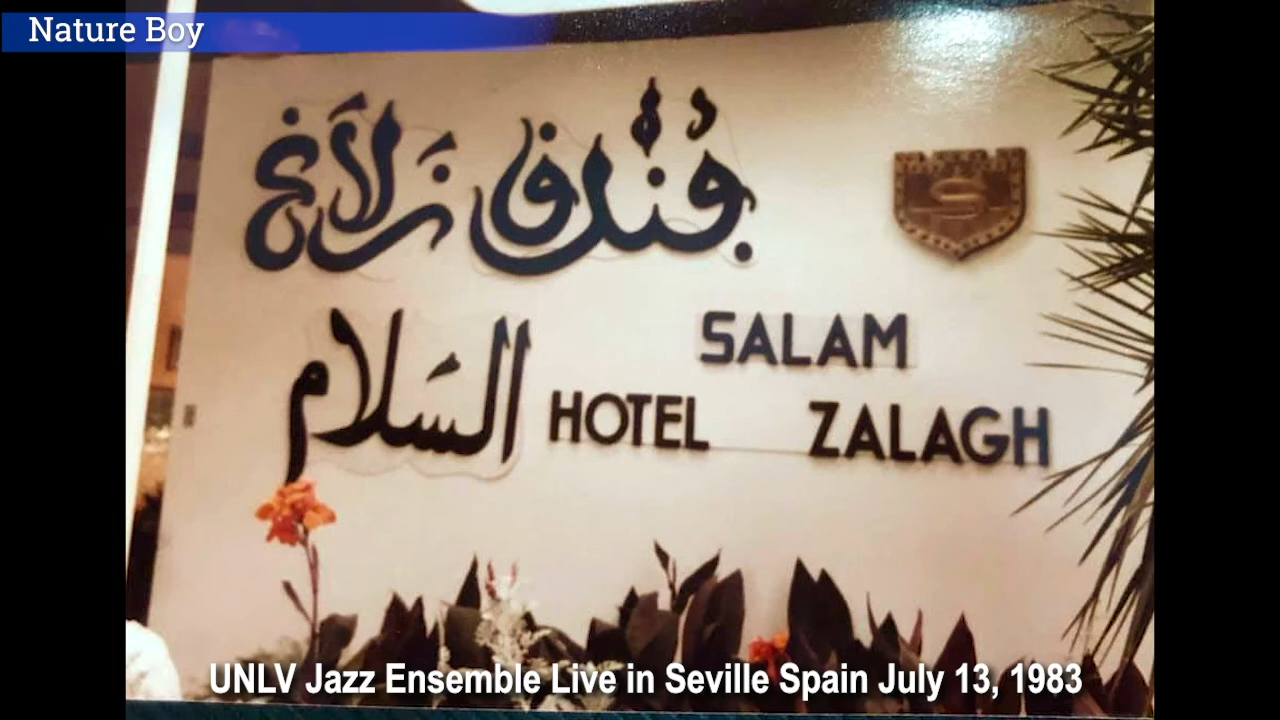 Nature Boy
فندق زلاغ
S
السلام
SALAM
HOTEL ZALAGH
UNLV Jazz Ensemble Live in Seville Spain July 13, 1983